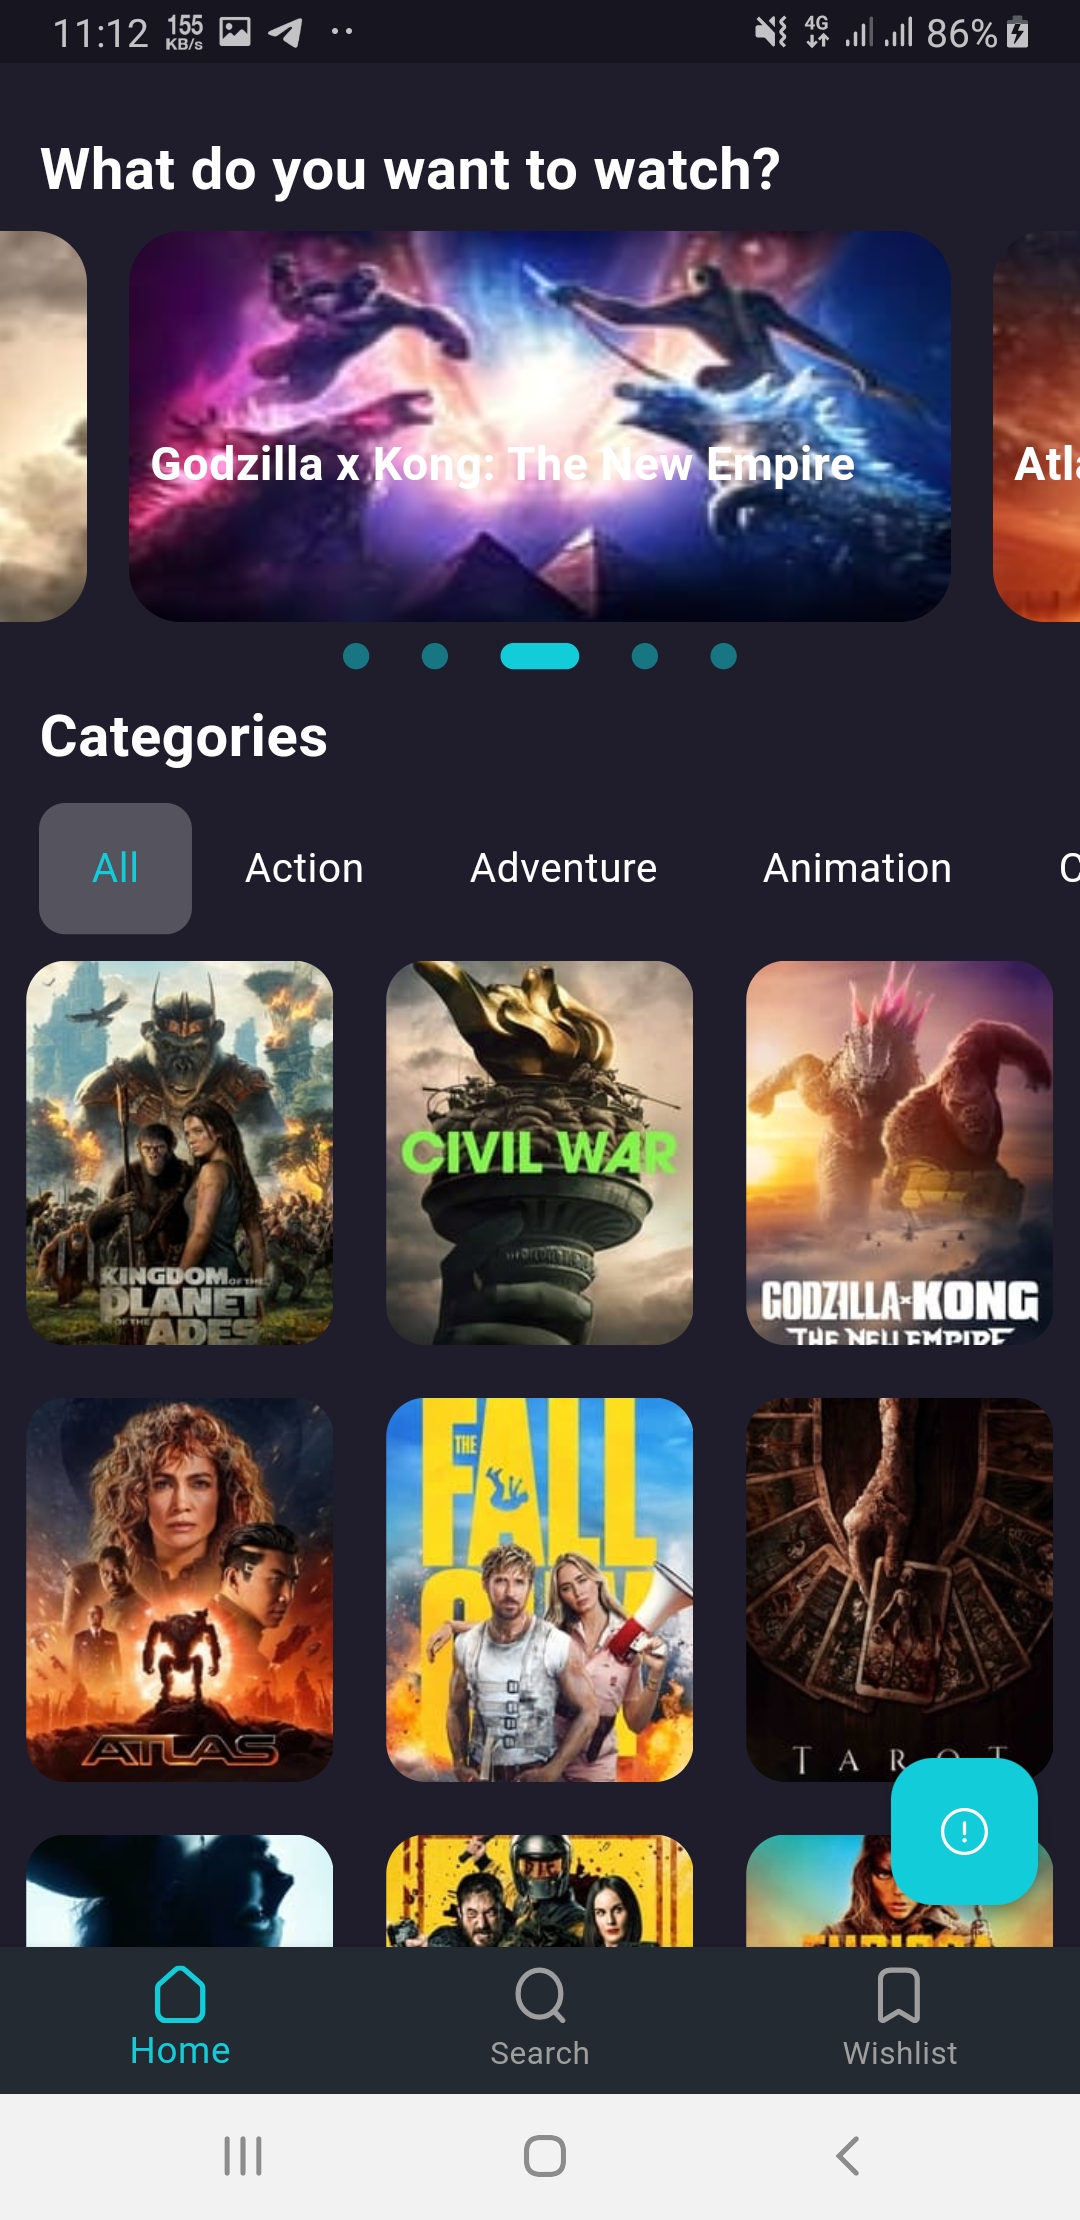 11:12 155 KB/s 4G 86%
What do you want to watch?
Godzilla x Kong: The New Empire
Atla
Categories
All Action Adventure Animation C
KINGDOM OF THE
PLANET
OF THE APES
CIVIL WAR
GODZILLA x KONG
THE NEW EMPIRE
ATLAS
THE
FALL
GUY
TAROT
Home Search Wishlist